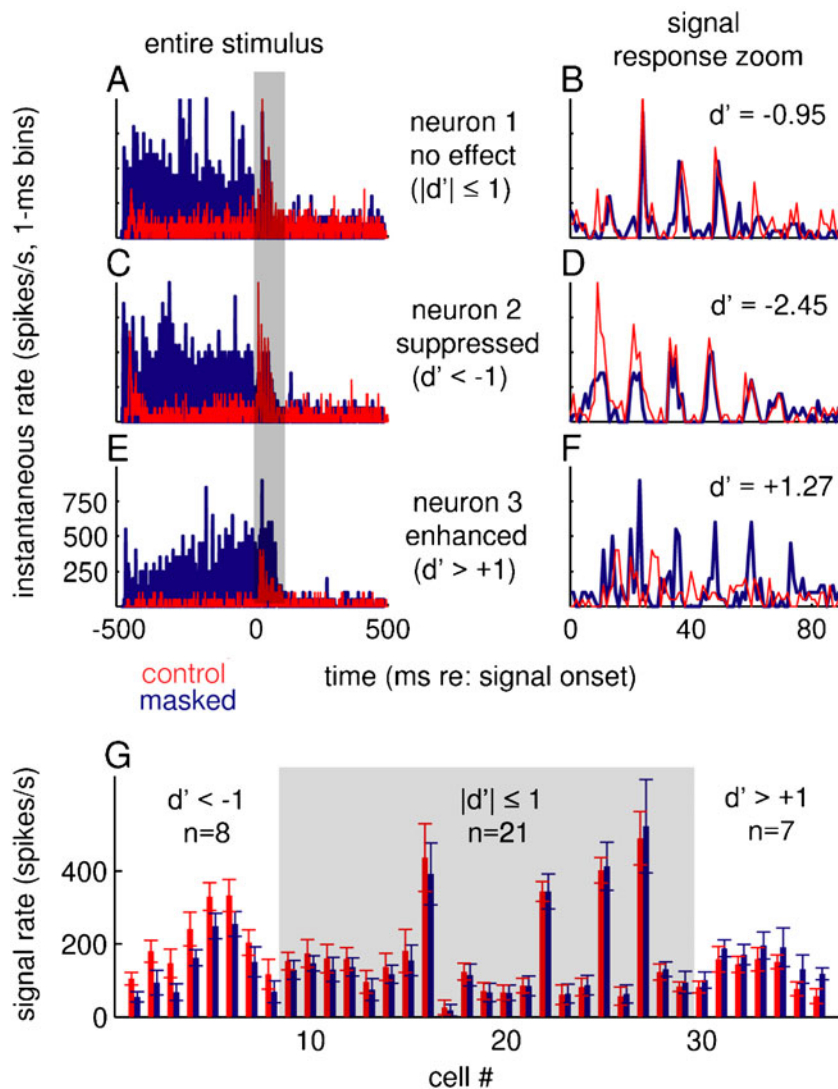 entire stimulus
signal
response zoom
A
B
neuron 1
no effect
(|d'| ≤ 1)
d' = -0.95
C
D
neuron 2
suppressed
(d' < -1)
d' = -2.45
E
F
neuron 3
enhanced
(d' > +1)
d' = +1.27
instantaneous rate (spikes/s, 1-ms bins)
750
500
250
-500
0
500
0
40
80
control
masked
time (ms re: signal onset)
G
d' < -1
n=8
|d'| ≤ 1
n=21
d' > +1
n=7
signal rate (spikes/s)
400
200
0
10
20
30
cell #